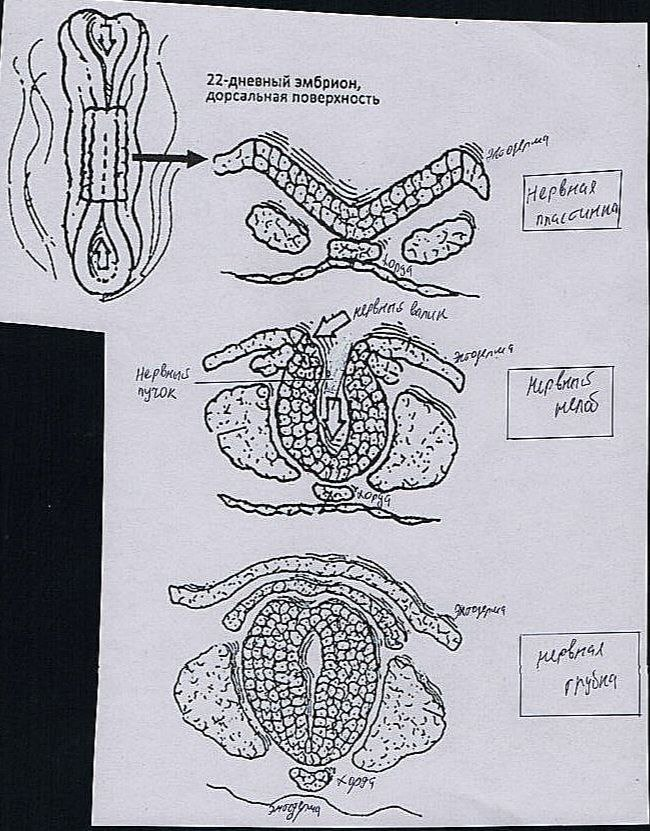 22-дневный эмбрион,
дорсальная поверхность
Эктодерма
Нервная
пластинка
Хорда
нервный валик
Эктодерма
Нервный
пучок
Нервный
желоб
Хорда
Эктодерма
нервная
трубка
Хорда
Энтодерма